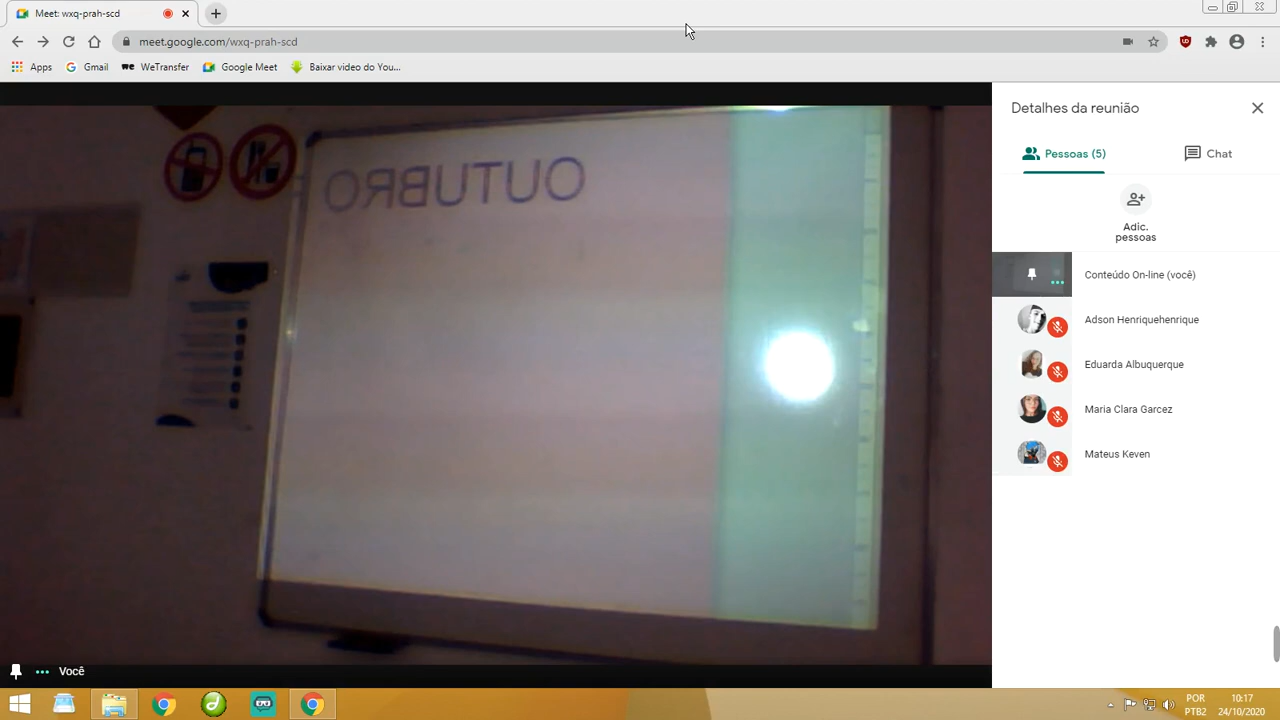 Meet: wxq-prah-scd
meet.google.com/wxq-prah-scd
Apps
Gmail
WeTransfer
Google Meet
Baixar video do You...
OUTUBRO
Detalhes da reunião
Pessoas (5)
Chat
Adic.
pessoas
Conteúdo On-line (você)
Adson Henriquehenrique
Eduarda Albuquerque
Maria Clara Garcez
Mateus Keven
Você
POR
PTB2
10:17
24/10/2020